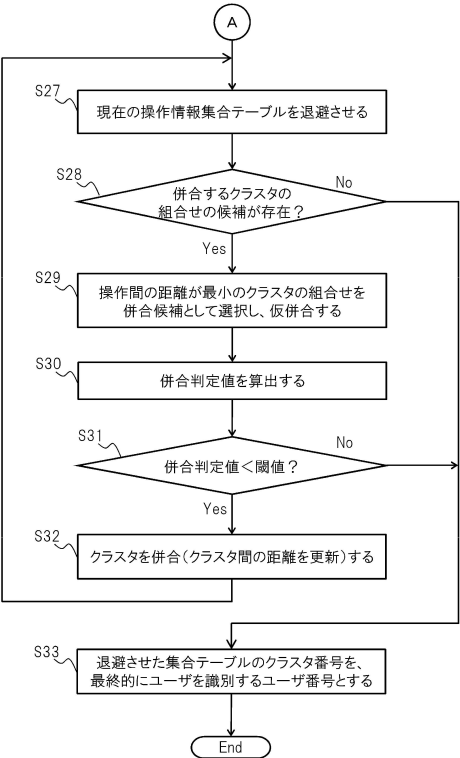 A
S27
現在の操作情報集合テーブルを退避させる
S28
併合するクラスタの
組合せの候補が存在？
No
Yes
S29
操作間の距離が最小のクラスタの組合せを
併合候補として選択し、仮併合する
S30
併合判定値を算出する
S31
併合判定値＜閾値？
No
Yes
S32
クラスタを併合（クラスタ間の距離を更新）する
S33
退避させた集合テーブルのクラスタ番号を、
最終的にユーザを識別するユーザ番号とする
End